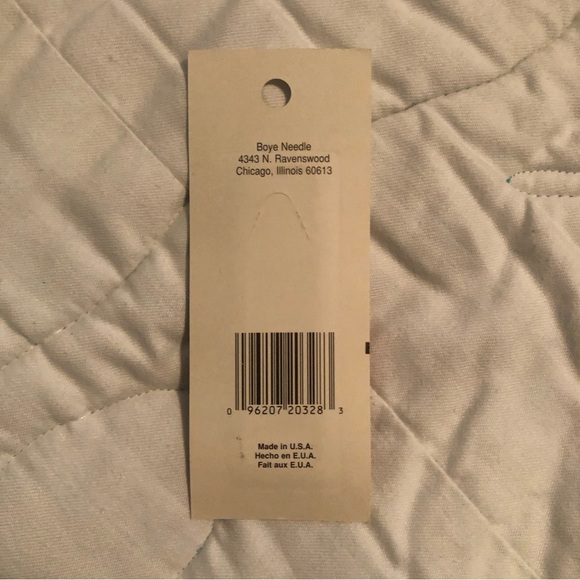 Boye Needle
4343 N. Ravenswood
Chicago, Illinois 60613
0 96207 20328 3
Made in U.S.A.
Hecho en E.U.A.
Fait aux E.U.A.